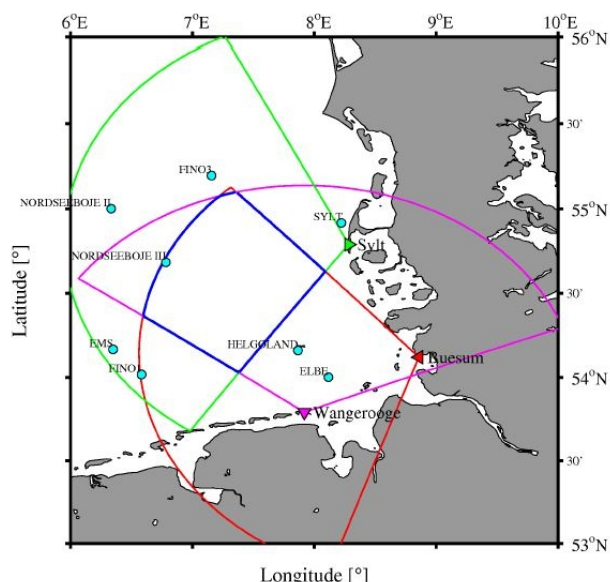 6°E 7°E 8°E 9°E 10°E
56°N
30'
FINO3
NORDSEEBOJE II
55°N
SYLT
Sylt
NORDSEEBOJE III
30'
EMS
HELGOLAND
Buesum
FINO1
ELBE
54°N
Wangerooge
30'
53°N
Latitude [°]
Longitude [°]